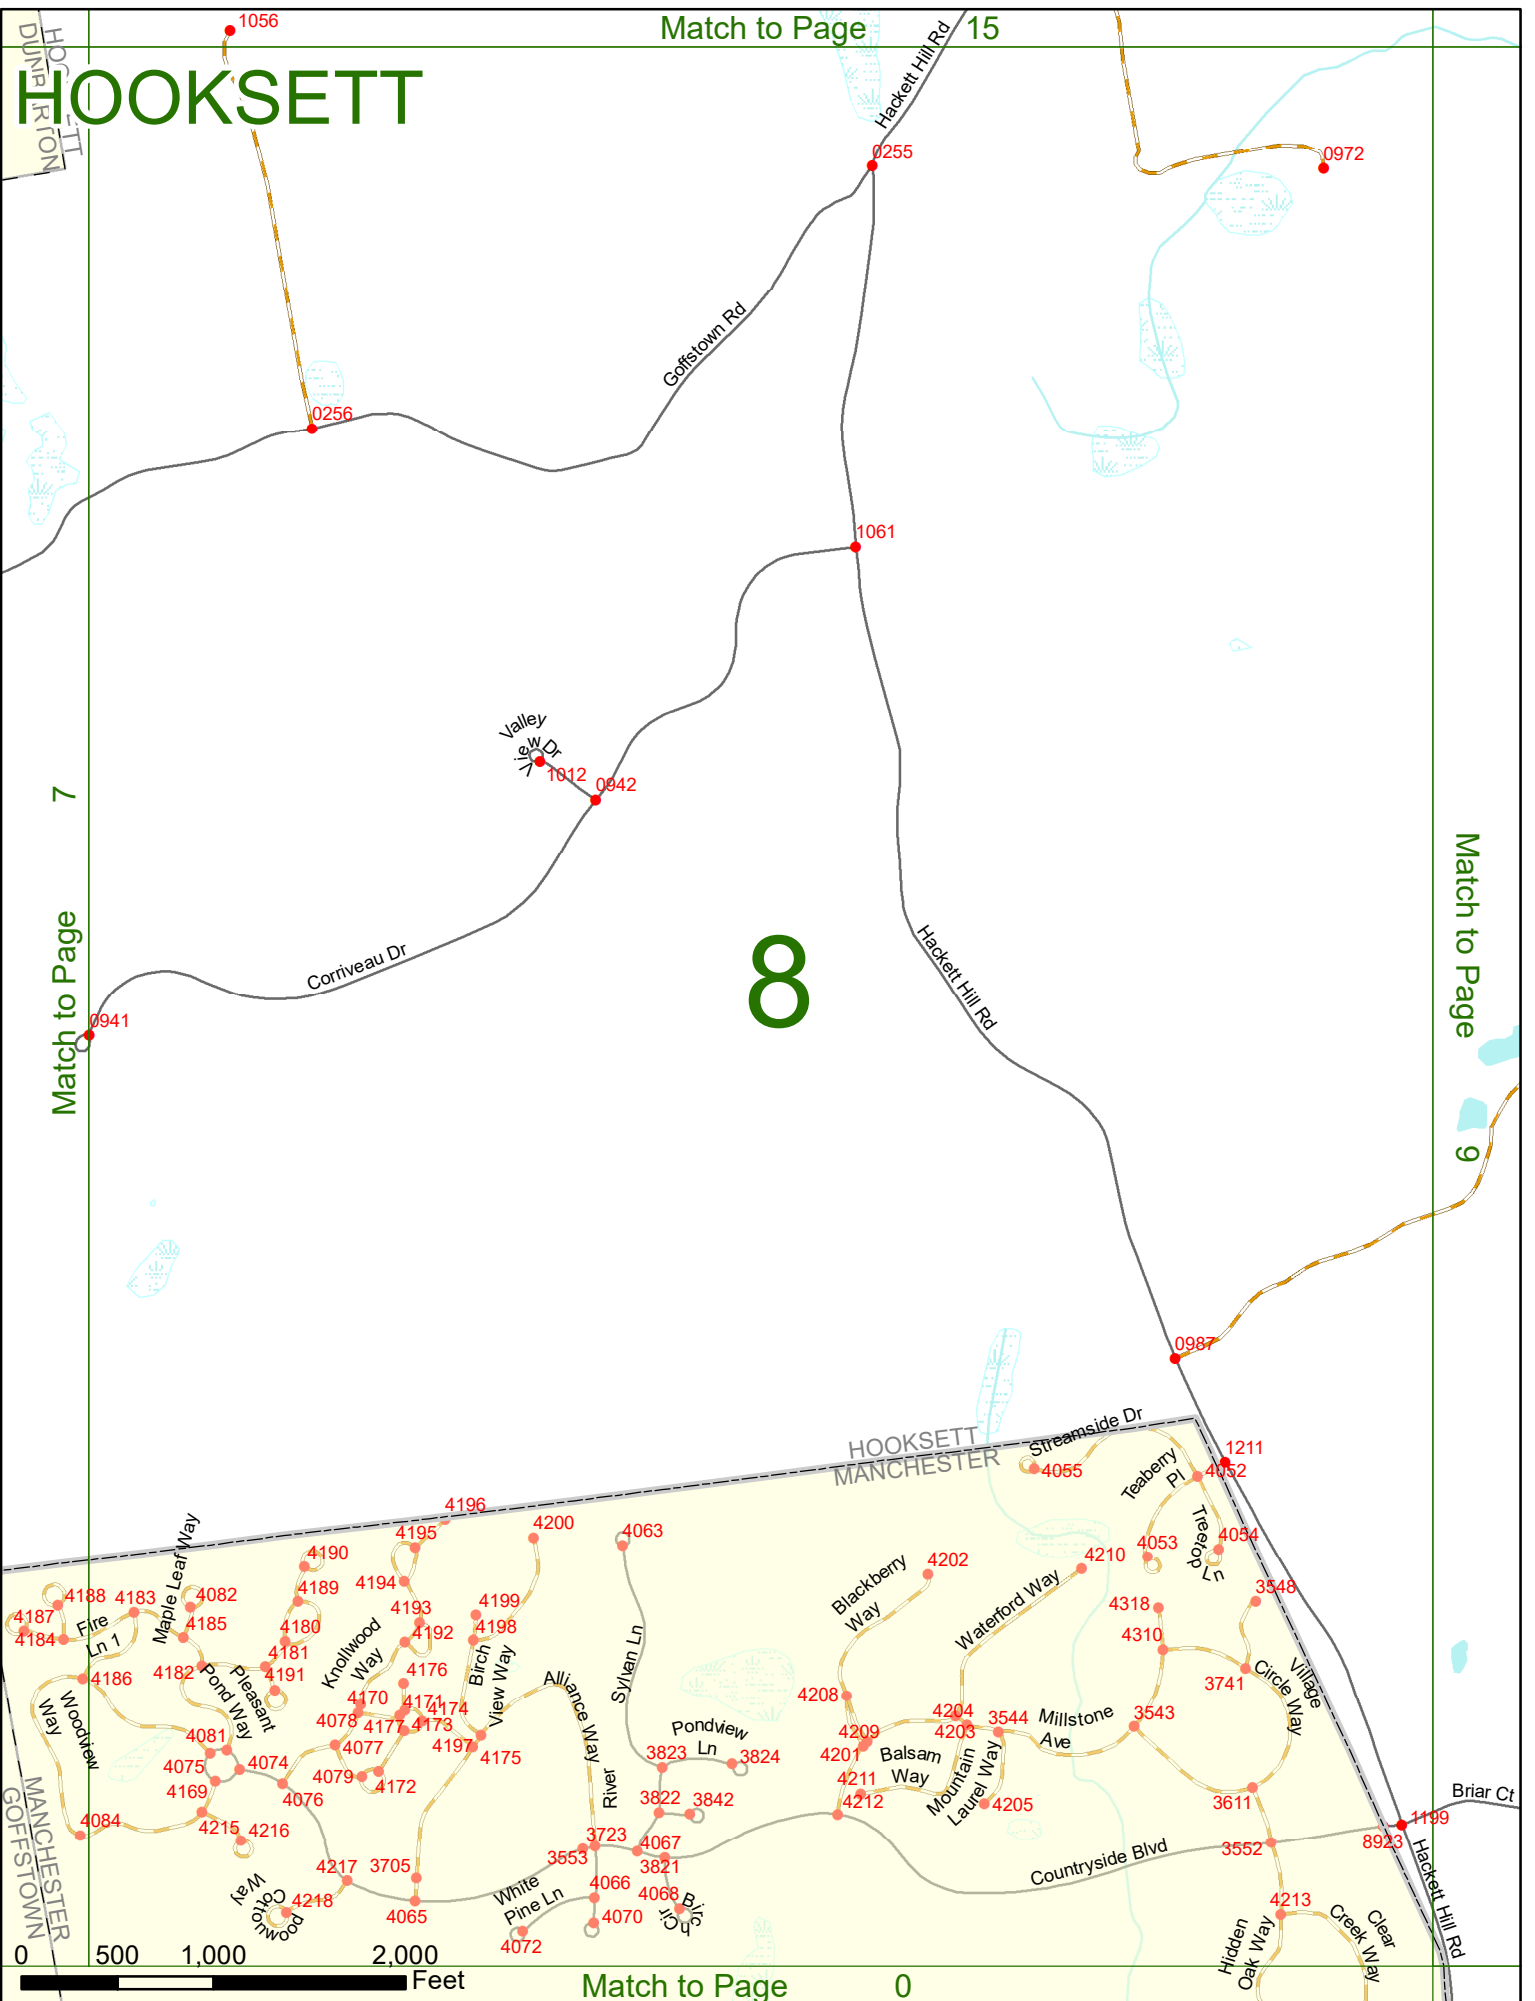 1056
Match to Page 15
HOOKSETT
DUNBARTON
HOOKSETT
Hackett Hill Rd
0255
0972
Goffstown Rd
0256
1061
Valley
View Dr
1012
0942
7
Match to Page
Corriveau Dr
0941
8
Hackett Hill Rd
Match to Page
9
0987
HOOKSETT
MANCHESTER
Streamside Dr
1211
4055
Teaberry
Pl
4052
4196
4195
4200
4063
Treetop
Ln
4053
4054
4190
4202
4210
Maple Leaf Way
4194
4189
Blackberry
Way
Waterford Way
3548
4188
4183
4082
4187
4184
Fire
Ln 1
4185
4180
4193
4199
4318
4192
4198
4181
4310
Knollwood
Way
Birch
View Way
Sylvan Ln
4182
4191
4186
4176
Pond Way
Pleasant
Alliance Way
3741
Village
Circle Way
4170
4171
4174
4208
4078
4177
4173
4204
4203
3544
Millstone
Ave
3543
Woodview
Way
4081
4077
4197
4175
Pondview
Ln
4209
4201
4075
4074
3823
3824
Balsam
Way
4169
4076
4079
4172
River
Mountain
Laurel Way
4211
4212
4205
3611
Briar Ct
3822
3842
4084
4215
4216
1199
3723
4067
3553
3821
8923
3552
MANCHESTER
GOFFSTOWN
4217
3705
Countryside Blvd
White
Pine Ln
4066
4068
Birch
Cir
Hackett Hill Rd
Cottonwood
Way
4218
4065
4070
4072
4213
Hidden
Oak Way
Clear
Creek Way
0 500 1,000 2,000
Feet
Match to Page 0